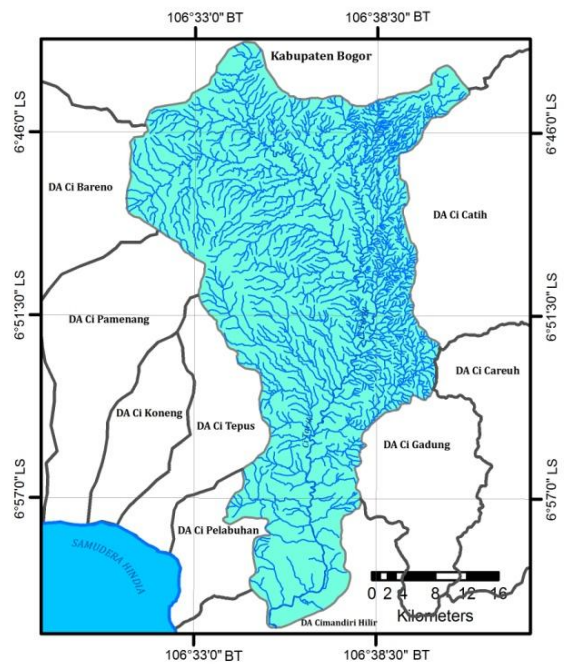 106°33'0" BT 106°38'30" BT
Kabupaten Bogor
6°46'0" LS 6°46'0" LS
DA Ci Bareno
DA Ci Catih
6°51'30" LS 6°51'30" LS
DA Ci Pamenang
DA Ci Careuh
DA Ci Koneng
DA Ci Tepus
DA Ci Gadung
6°57'0" LS 6°57'0" LS
DA Ci Pelabuhan
SAMUDERA HINDIA
0 2 4 8 12 16
Kilometers
DA Cimandiri Hilir
106°33'0" BT 106°38'30" BT